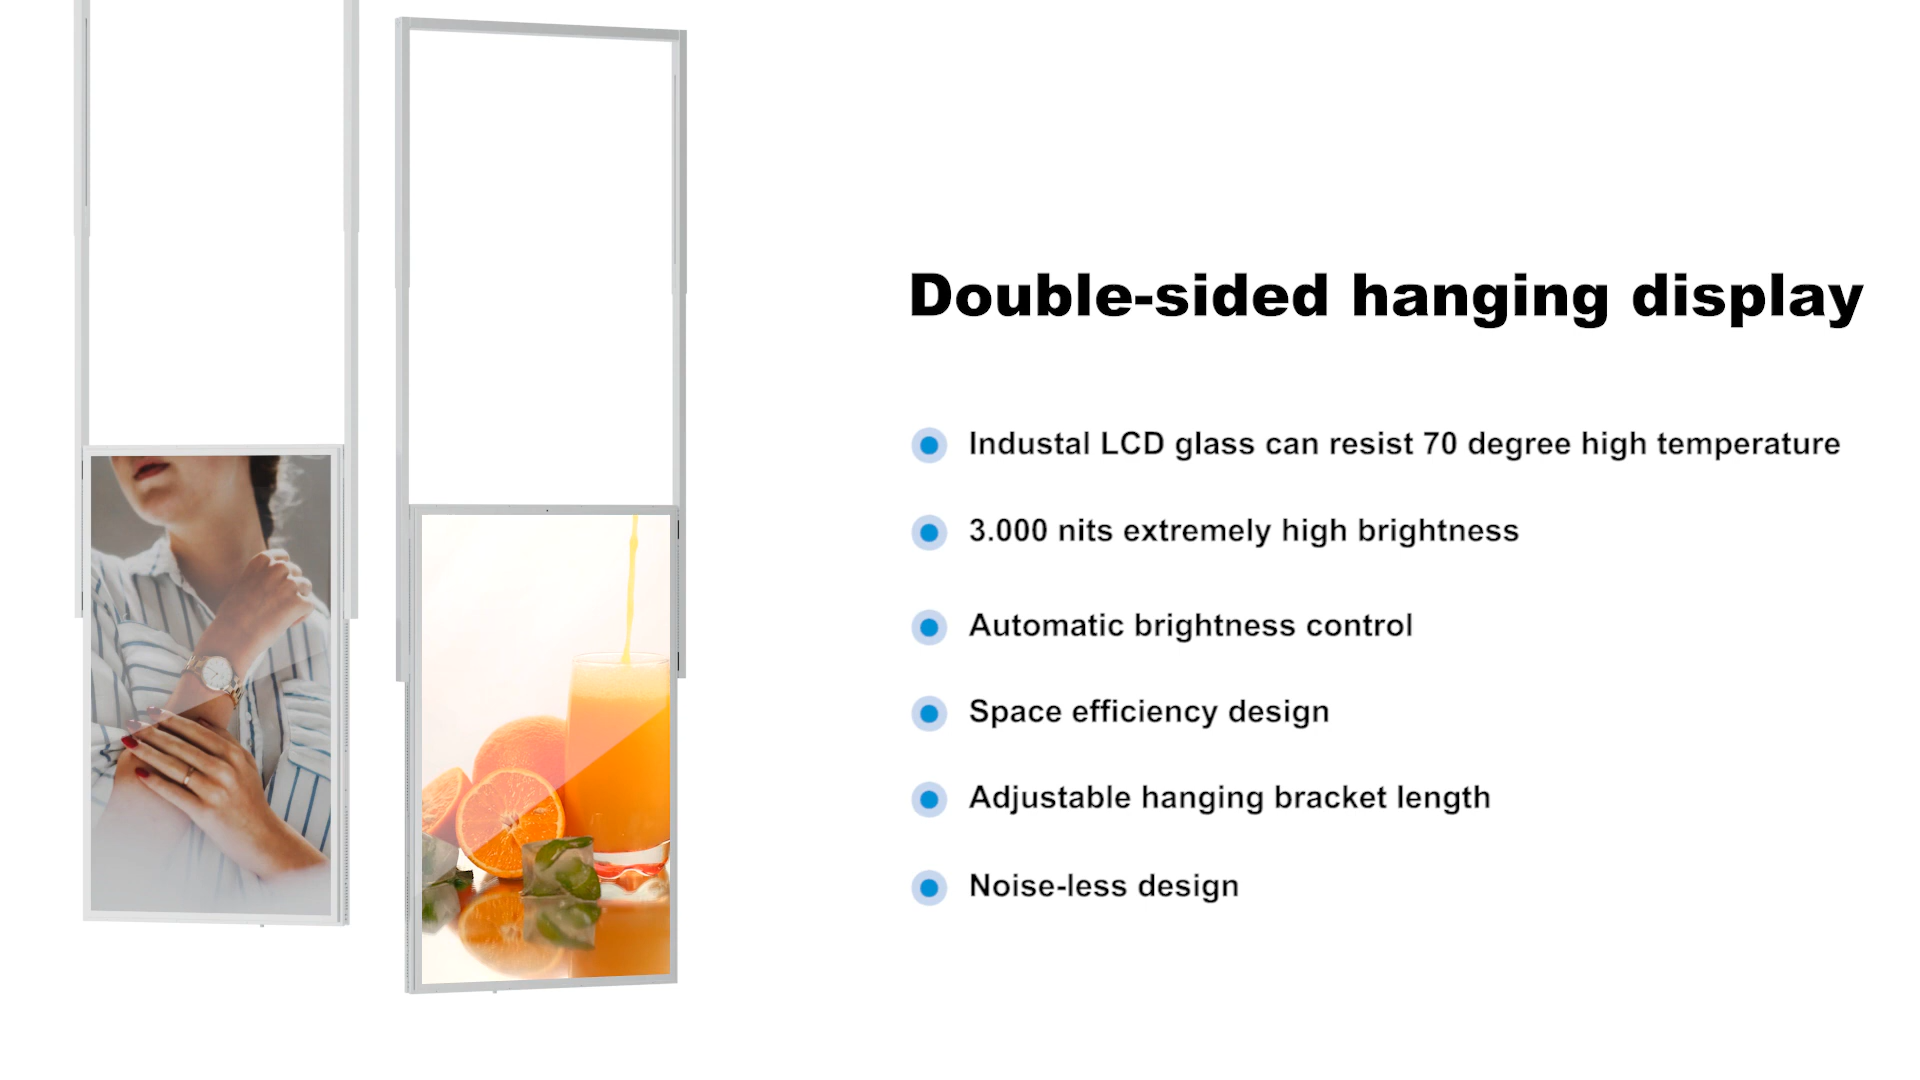 Double-sided hanging display
Industal LCD glass can resist 70 degree high temperature
3.000 nits extremely high brightness
Automatic brightness control
Space efficiency design
Adjustable hanging bracket length
Noise-less design